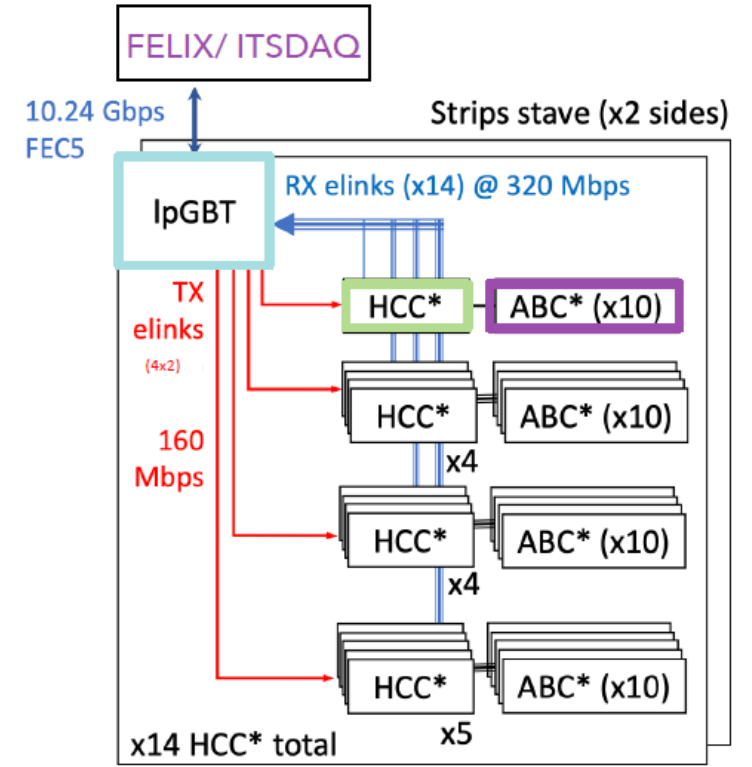 FELIX/ ITSDAQ
10.24 Gbps
FEC5
Strips stave (x2 sides)
lpGBT
RX elinks (x14) @ 320 Mbps
TX
elinks
(4x2)
160
Mbps
HCC*
ABC* (x10)
HCC*
ABC* (x10)
x4
HCC*
ABC* (x10)
x4
HCC*
ABC* (x10)
x5
x14 HCC* total